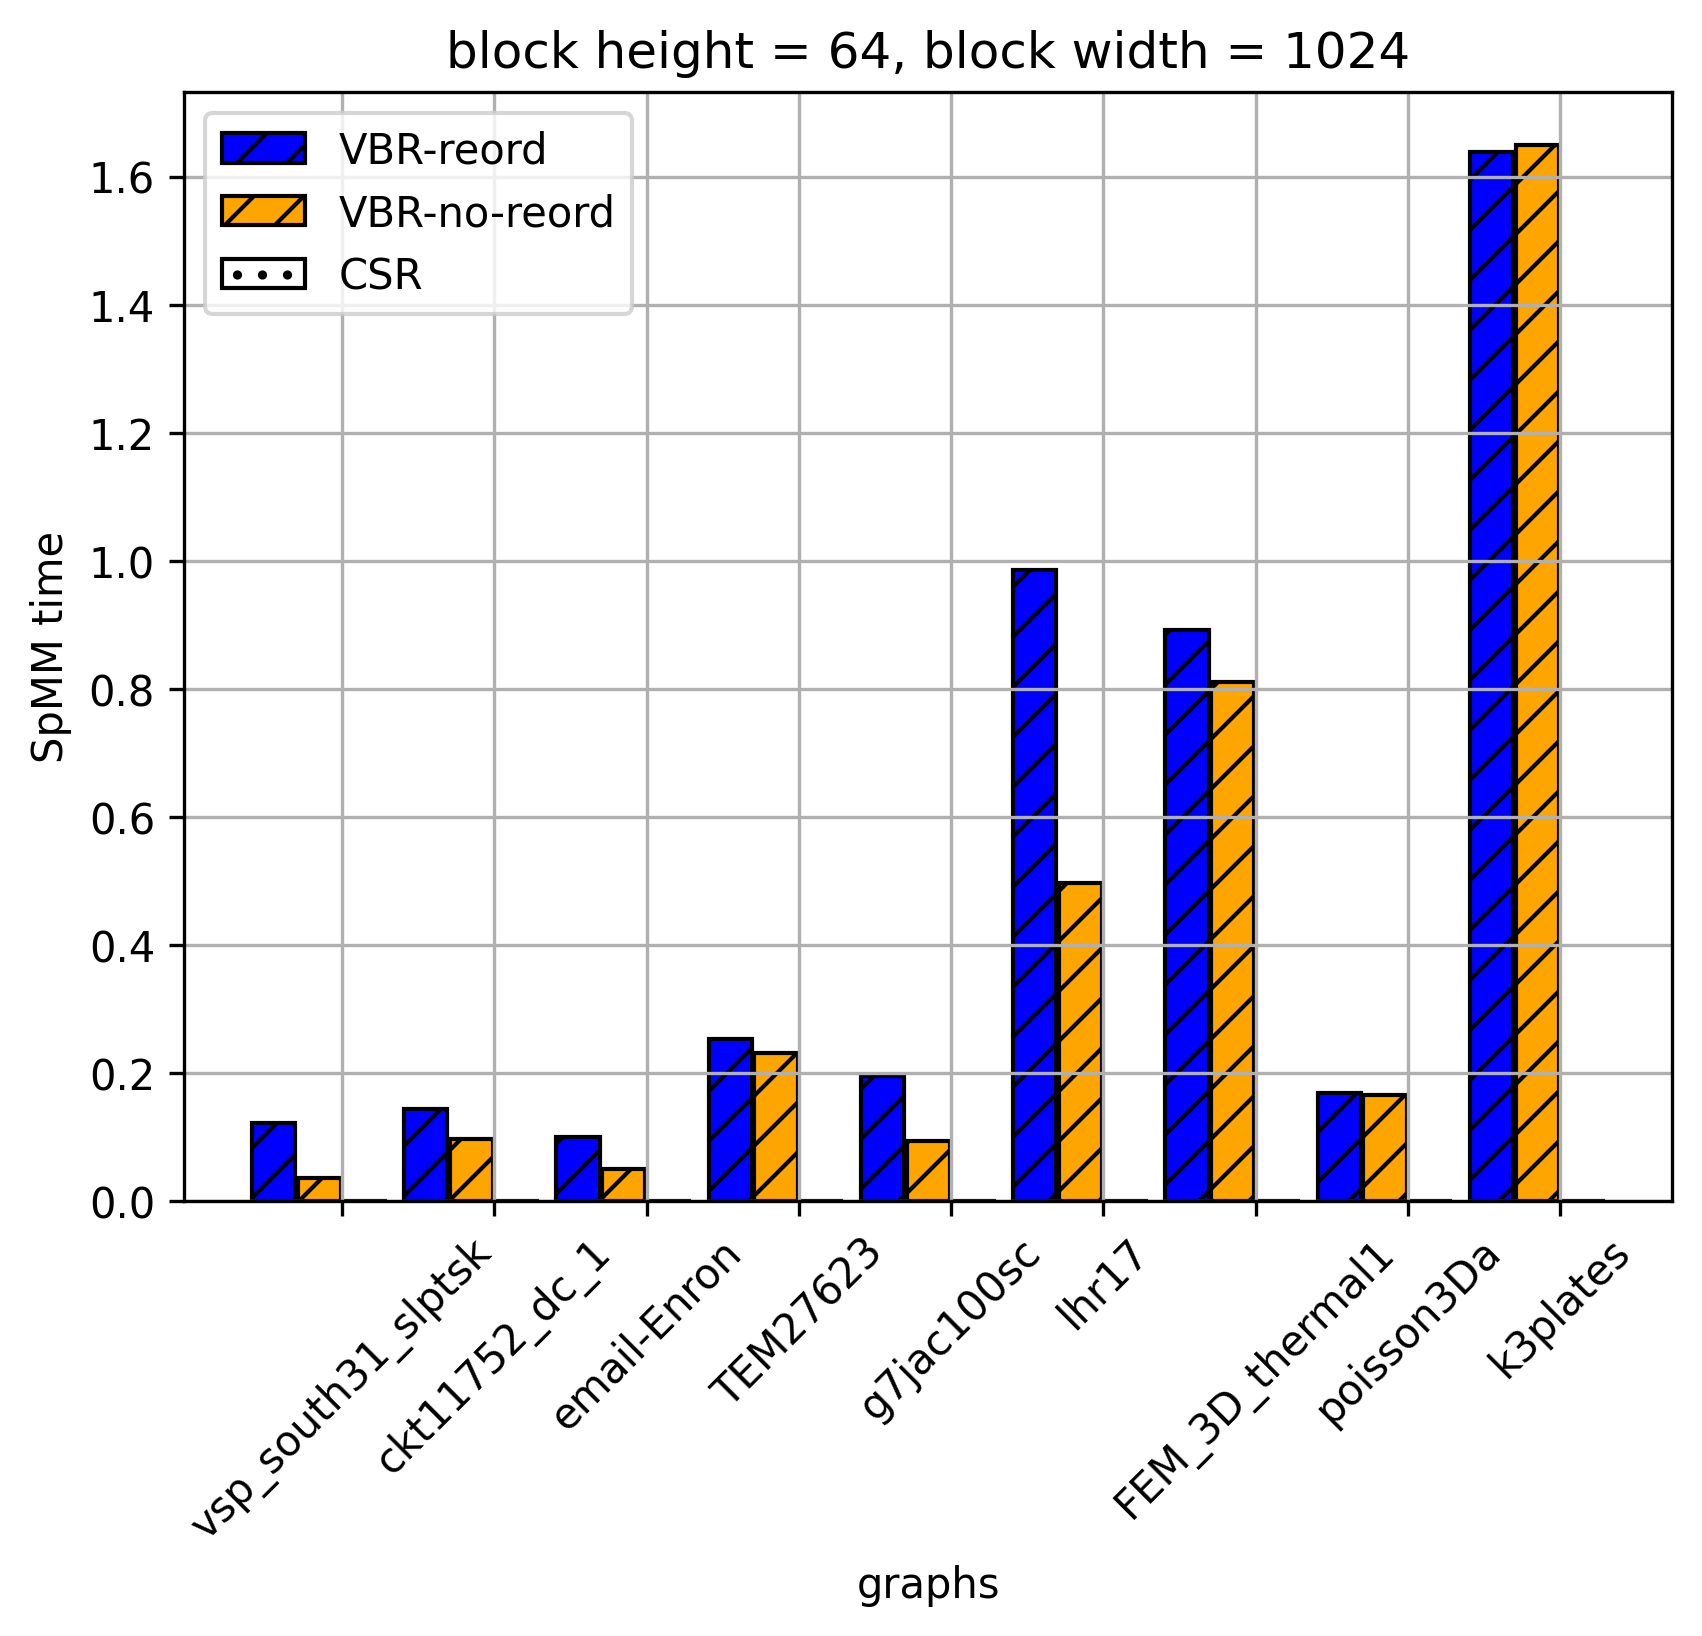 block height = 64, block width = 1024
VBR-reord
VBR-no-reord
CSR
SpMM time
1.6
1.4
1.2
1.0
0.8
0.6
0.4
0.2
0.0
vsp_south31_slptsk
ckt11752_dc_1
email-Enron
TEM27623
g7jac100sc
lhr17
FEM_3D_thermal1
poisson3Da
k3plates
graphs